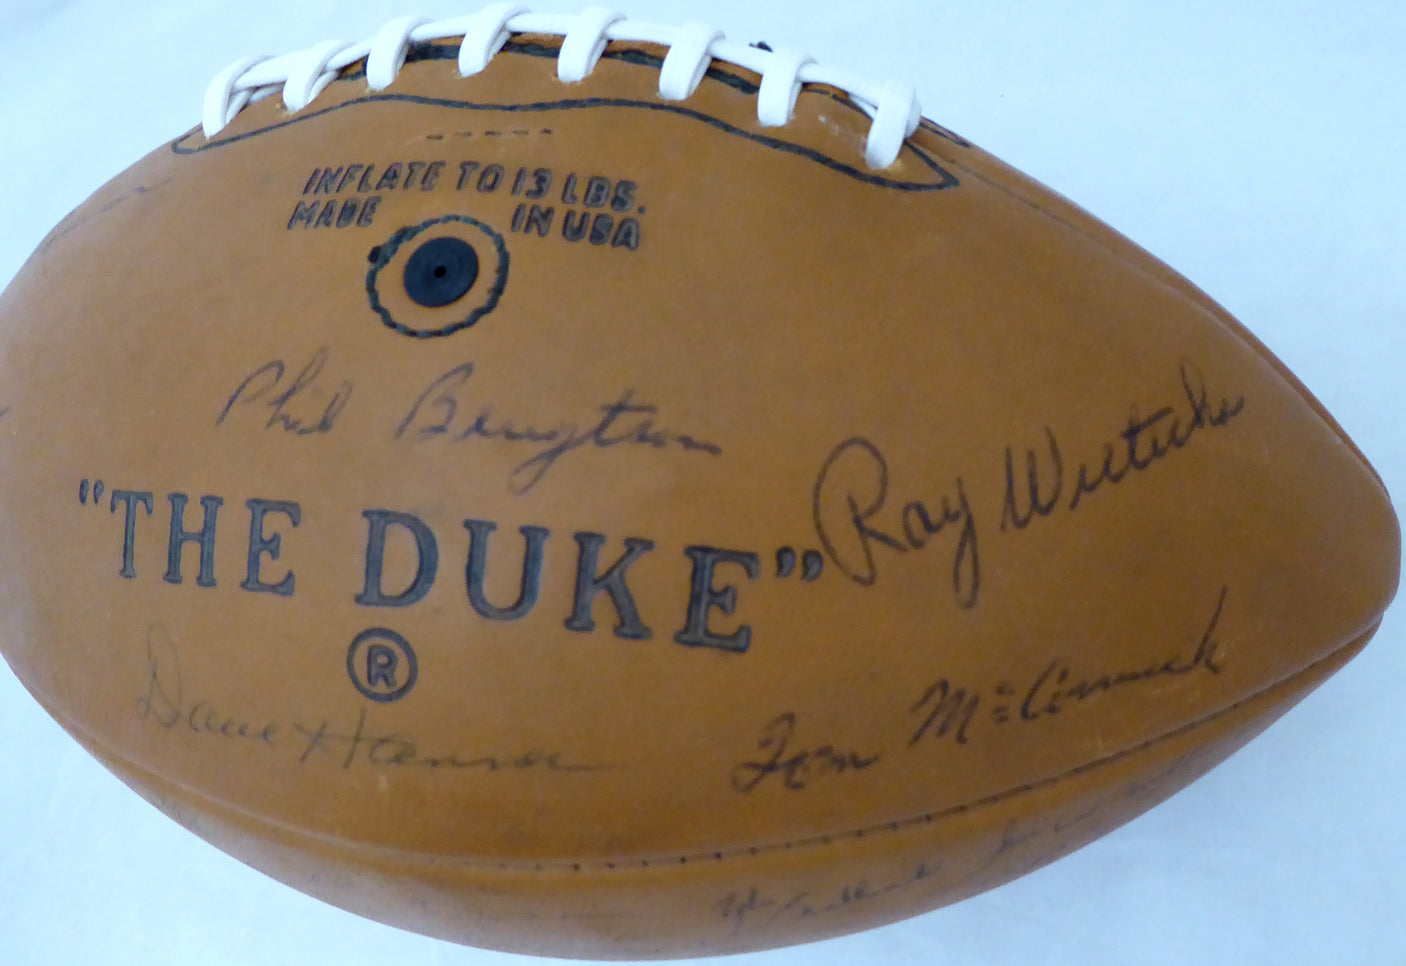 INFLATE TO 13 LBS.
MADE IN USA
Phil Bengtson
"THE DUKE"
Ray Wietecha
®
Dave Hanner
Tom McCormick